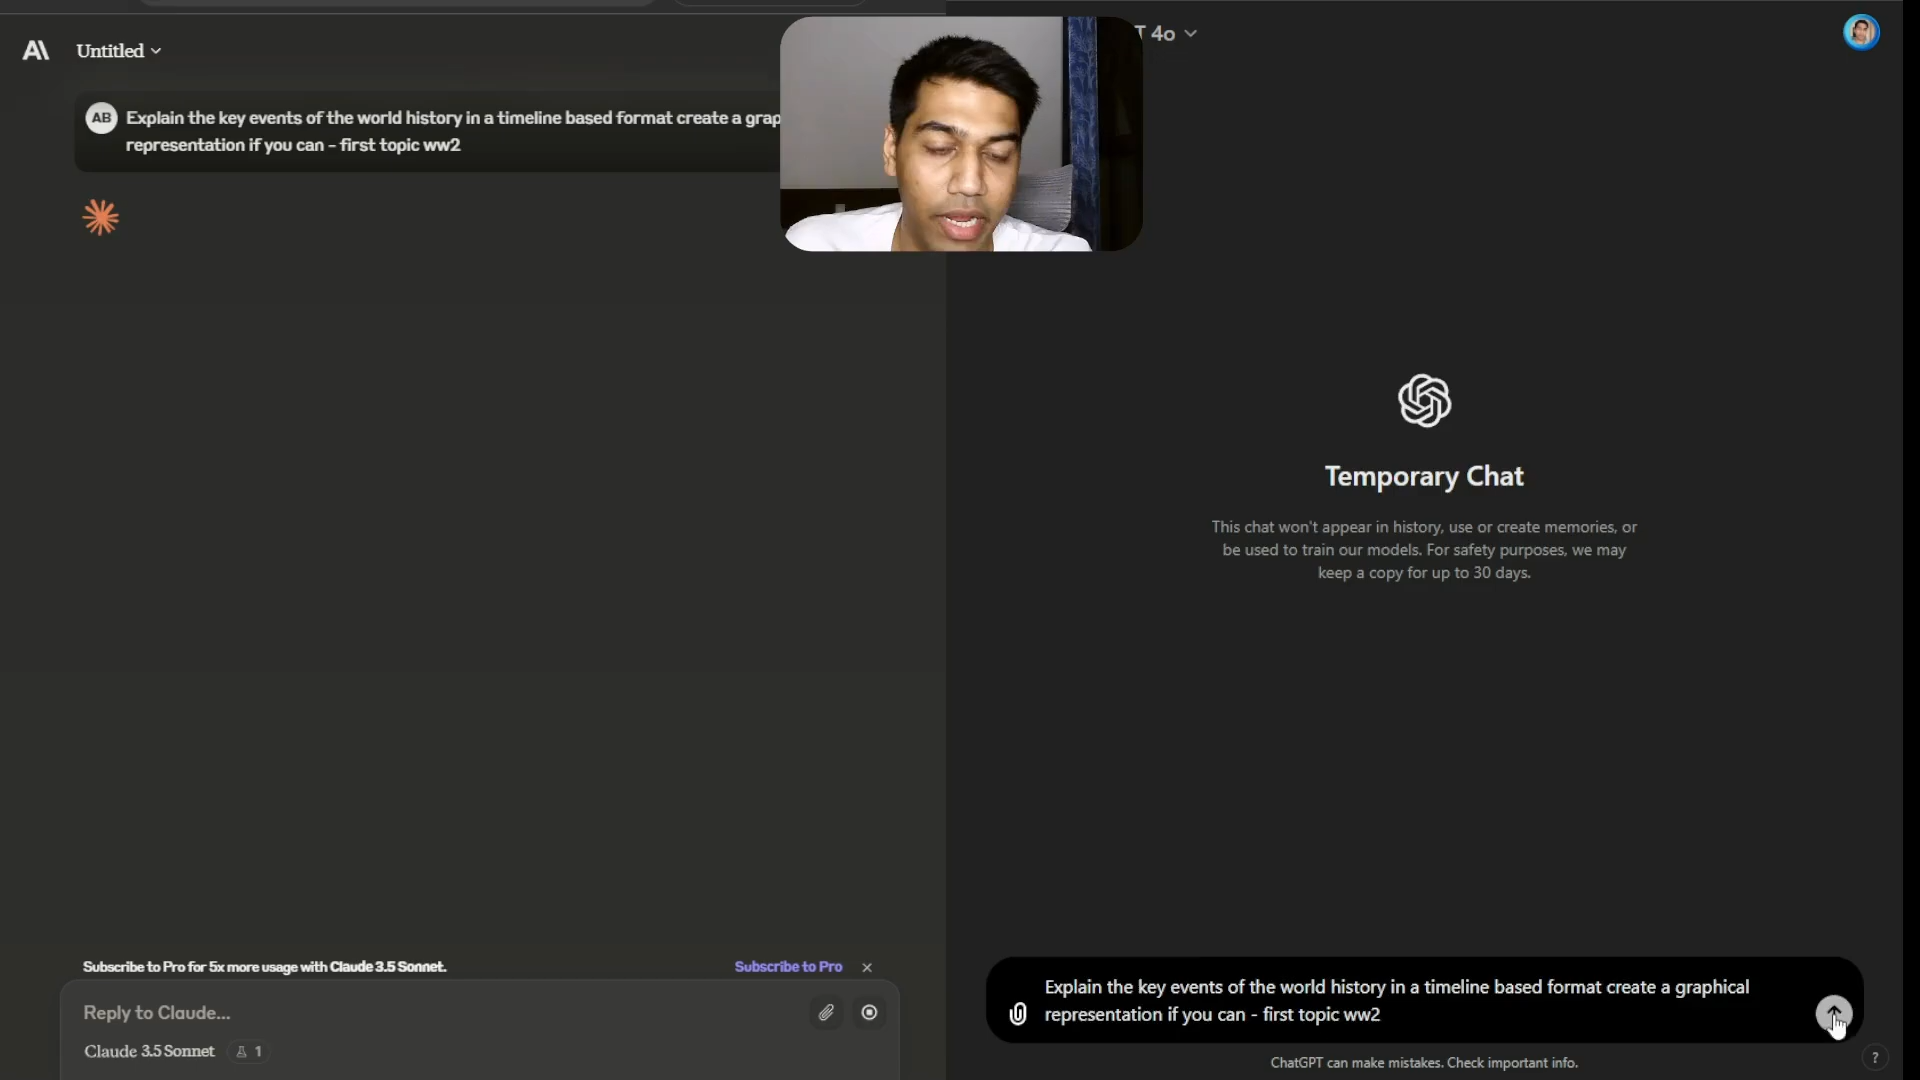 Untitled
AB
Explain the key events of the world history in a timeline based format create a
representation if you can - first topic ww2
Subscribe to Pro for 5x more usage with Claude 3.5 Sonnet.
Subscribe to Pro
Reply to Claude...
Claude 3.5 Sonnet
1
T 4o
Temporary Chat
This chat won't appear in history, use or create memories, or
be used to train our models. For safety purposes, we may
keep a copy for up to 30 days.
Explain the key events of the world history in a timeline based format create a graphical
representation if you can - first topic ww2
ChatGPT can make mistakes. Check important info.
?